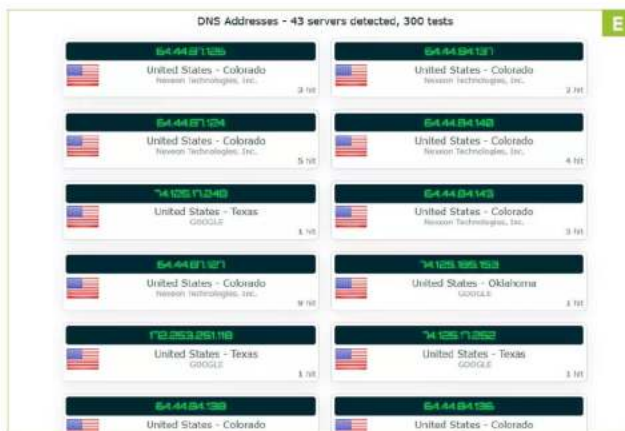 DNS Addresses - 43 servers detected, 300 tests
E
64.44.87.126
United States - Colorado
Nexeon Technologies, Inc.
3 hit
64.44.84.137
United States - Colorado
Nexeon Technologies, Inc.
2 hit
64.44.87.124
United States - Colorado
Nexeon Technologies, Inc.
5 hit
64.44.84.140
United States - Colorado
Nexeon Technologies, Inc.
4 hit
74.125.17.248
United States - Texas
GOOGLE
1 hit
64.44.84.143
United States - Colorado
Nexeon Technologies, Inc.
64.44.87.127
United States - Colorado
Nexeon Technologies, Inc.
9 hit
74.125.185.153
United States - Oklahoma
GOOGLE
1 hit
172.253.251.118
United States - Texas
GOOGLE
1 hit
74.125.17.252
United States - Texas
GOOGLE
1 hit
64.44.84.138
United States - Colorado
64.44.84.136
United States - Colorado